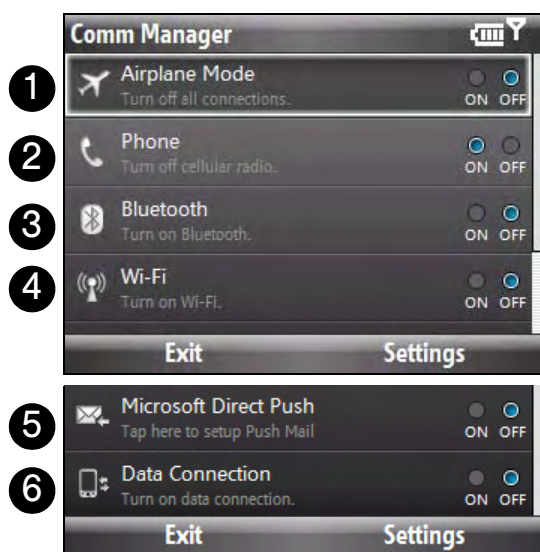 Comm Manager
1 Airplane Mode
Turn off all connections.
ON OFF
2 Phone
Turn off cellular radio.
ON OFF
3 Bluetooth
Turn on Bluetooth.
ON OFF
4 Wi-Fi
Turn on Wi-Fi.
ON OFF
Exit Settings
5 Microsoft Direct Push
Tap here to setup Push Mail
ON OFF
6 Data Connection
Turn on data connection.
ON OFF
Exit Settings